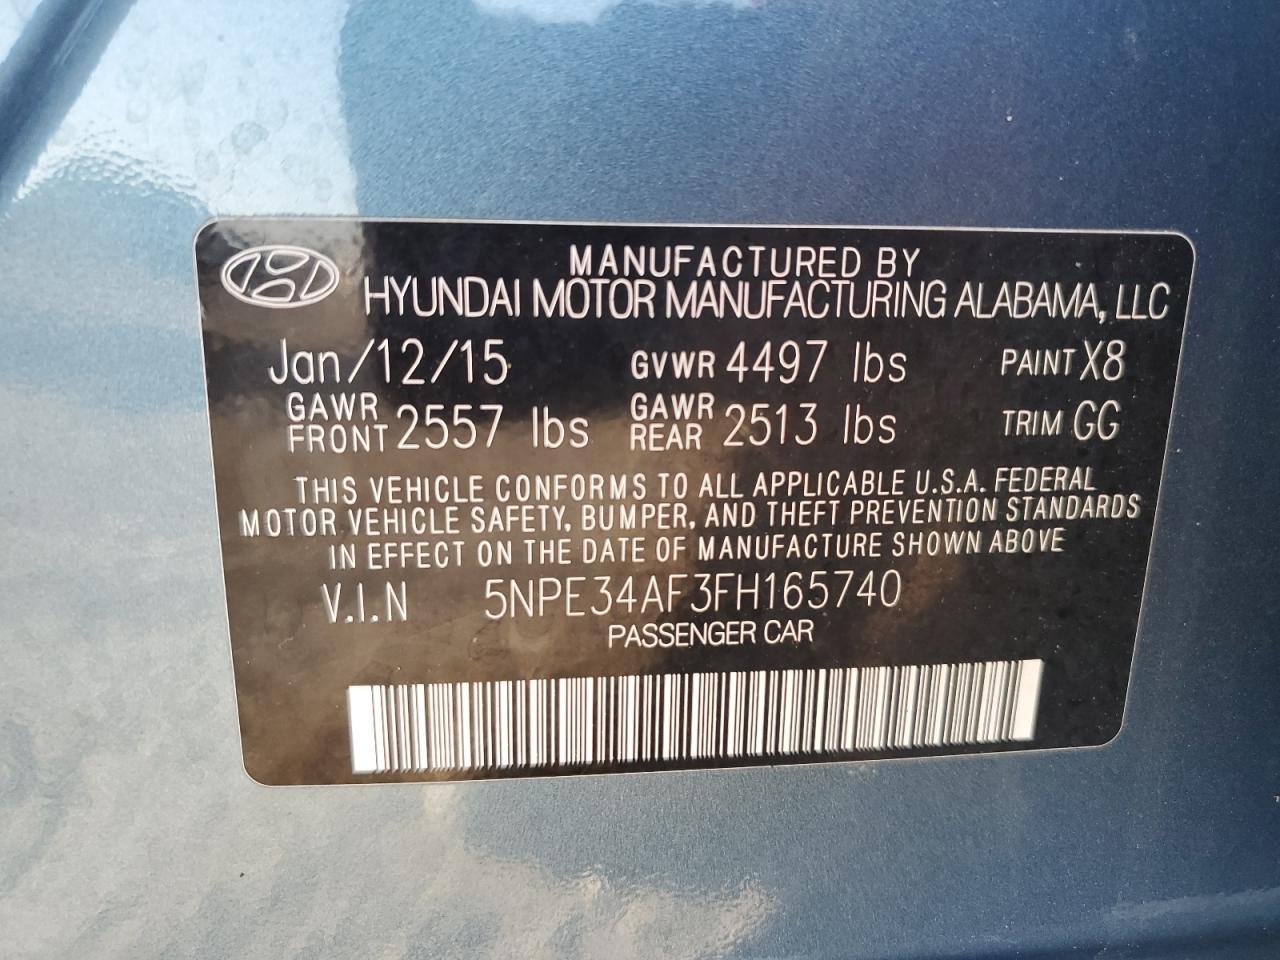 MANUFACTURED BY
HYUNDAI MOTOR MANUFACTURING ALABAMA, LLC
Jan/12/15 GVWR 4497 lbs PAINT X8
GAWR FRONT 2557 lbs GAWR REAR 2513 lbs TRIM GG
THIS VEHICLE CONFORMS TO ALL APPLICABLE U.S.A. FEDERAL
MOTOR VEHICLE SAFETY, BUMPER, AND THEFT PREVENTION STANDARDS
IN EFFECT ON THE DATE OF MANUFACTURE SHOWN ABOVE
V.I.N 5NPE34AF3FH165740
PASSENGER CAR